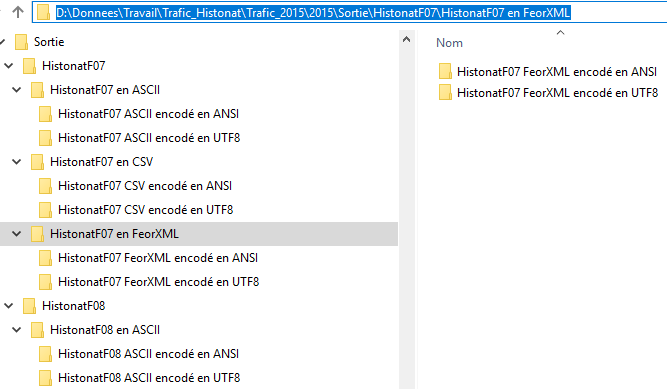 D:\Donnees\Travail\Trafic_Histonat\Trafic_2015\2015\Sortie\HistonatF07\HistonatF07 en FeorXML
Sortie
HistonatF07
HistonatF07 en ASCII
HistonatF07 ASCII encodé en ANSI
HistonatF07 ASCII encodé en UTF8
HistonatF07 en CSV
HistonatF07 CSV encodé en ANSI
HistonatF07 CSV encodé en UTF8
HistonatF07 en FeorXML
HistonatF07 FeorXML encodé en ANSI
HistonatF07 FeorXML encodé en UTF8
HistonatF08
HistonatF08 en ASCII
HistonatF08 ASCII encodé en ANSI
HistonatF08 ASCII encodé en UTF8
Nom
HistonatF07 FeorXML encodé en ANSI
HistonatF07 FeorXML encodé en UTF8